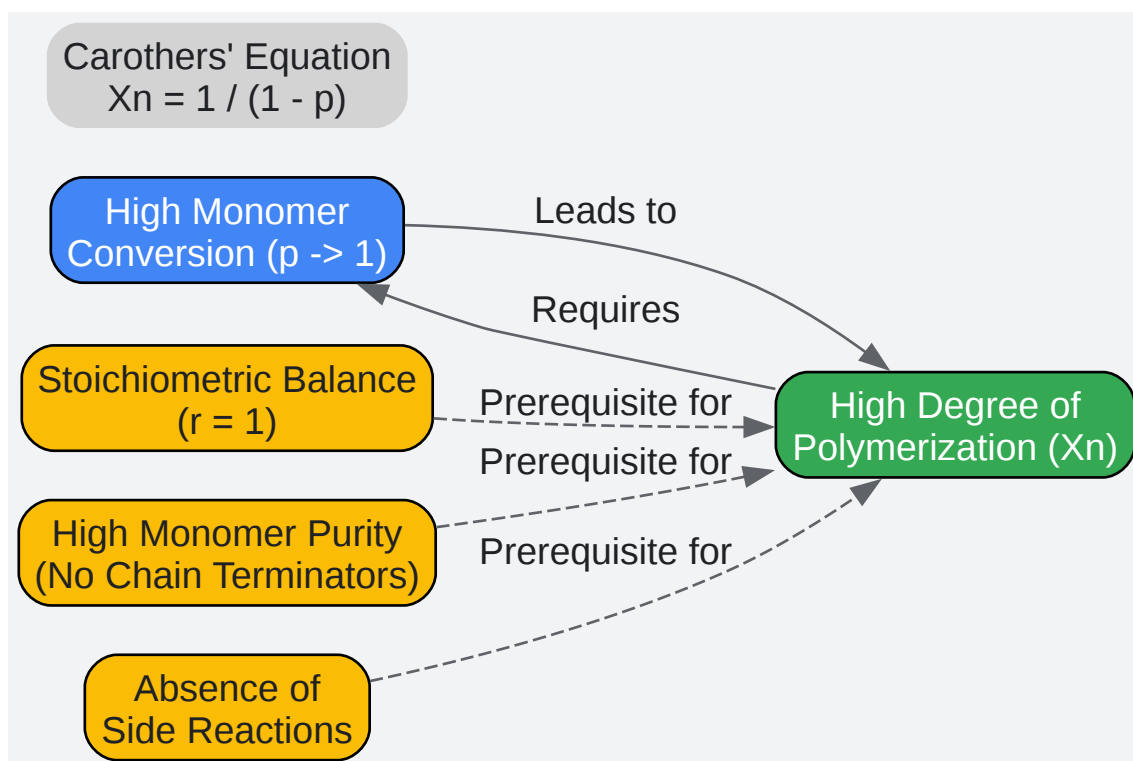 Carothers' Equation
Xn = 1 / (1 - p)
High Monomer
Conversion (p -> 1)
Leads to
Requires
Stoichiometric Balance
(r = 1)
Prerequisite for
High Degree of
Polymerization (Xn)
Prerequisite for
High Monomer Purity
(No Chain Terminators)
Prerequisite for
Absence of
Side Reactions